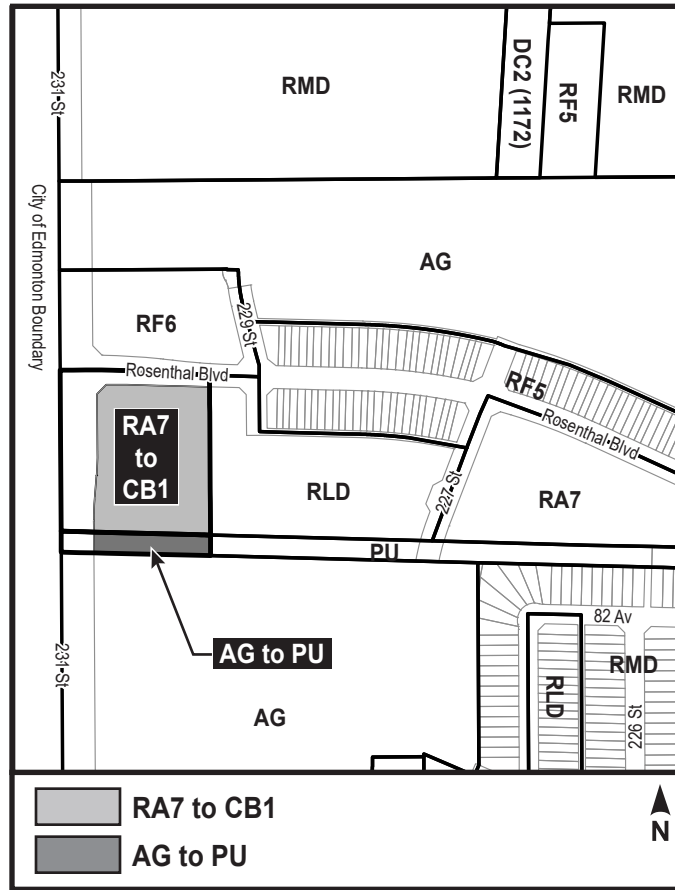 231 St
City of Edmonton Boundary
RMD
DC2 (1172)
RF5
RMD
AG
RF6
229 St
Rosenthal Blvd
RF5
Rosenthal Blvd
RA7
to
CB1
RLD
227 St
RA7
PU
AG to PU
231 St
AG
82 Av
RMD
RLD
226 St
RA7 to CB1
AG to PU
N